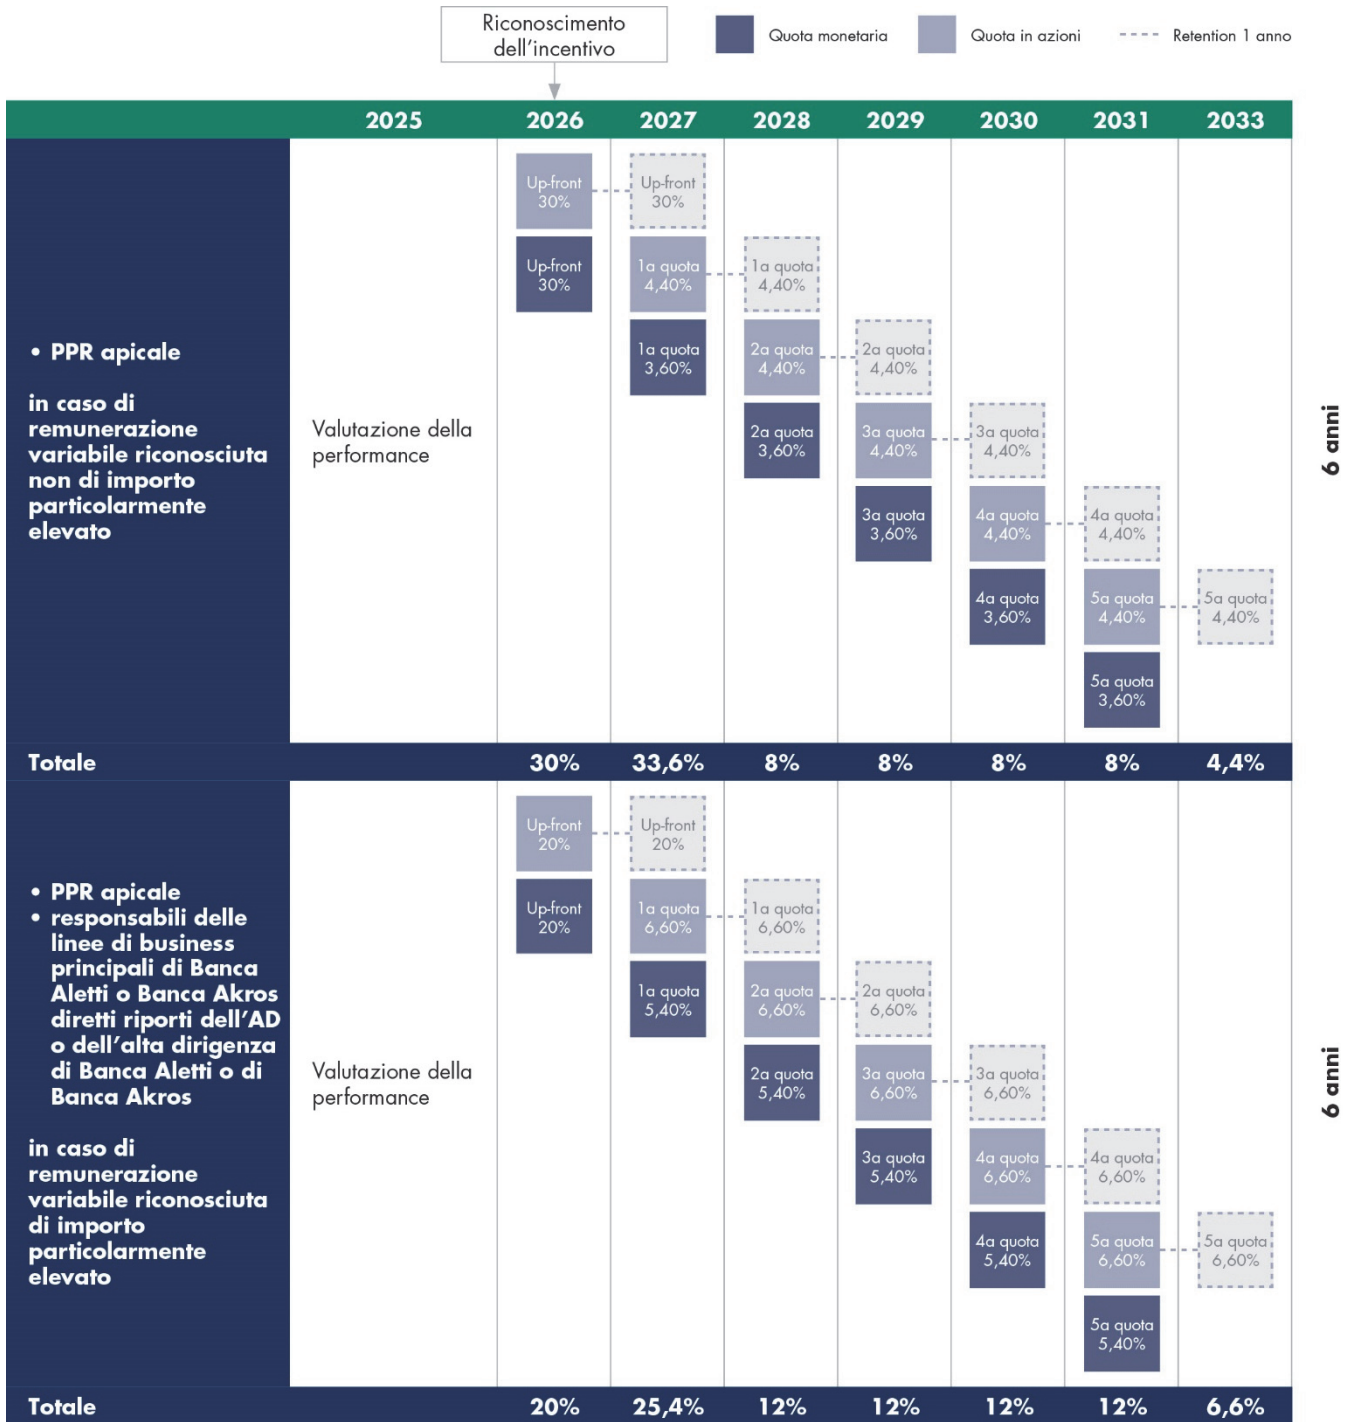 Riconoscimento
dell'incentivo
Quota monetaria
Quota in azioni
Retention 1 anno
2025 2026 2027 2028 2029 2030 2031 2033
• PPR apicale
in caso di
remunerazione
variabile riconosciuta
non di importo
particolarmente
elevato
Valutazione della
performance
Up-front
30%
Up-front
30%
Up-front
30%
1a quota
4,40%
1a quota
4,40%
1a quota
3,60%
2a quota
4,40%
2a quota
4,40%
2a quota
3,60%
3a quota
4,40%
3a quota
4,40%
3a quota
3,60%
4a quota
4,40%
4a quota
4,40%
4a quota
3,60%
5a quota
4,40%
5a quota
4,40%
5a quota
3,60%
6 anni
Totale 30% 33,6% 8% 8% 8% 8% 4,4%
• PPR apicale
• responsabili delle
linee di business
principali di Banca
Aletti o Banca Akros
diretti riporti dell'AD
o dell'alta dirigenza
di Banca Aletti o di
Banca Akros
in caso di
remunerazione
variabile riconosciuta
di importo
particolarmente
elevato
Valutazione della
performance
Up-front
20%
Up-front
20%
Up-front
20%
1a quota
6,60%
1a quota
6,60%
1a quota
5,40%
2a quota
6,60%
2a quota
6,60%
2a quota
5,40%
3a quota
6,60%
3a quota
6,60%
3a quota
5,40%
4a quota
6,60%
4a quota
6,60%
4a quota
5,40%
5a quota
6,60%
5a quota
6,60%
5a quota
5,40%
6 anni
Totale 20% 25,4% 12% 12% 12% 12% 6,6%